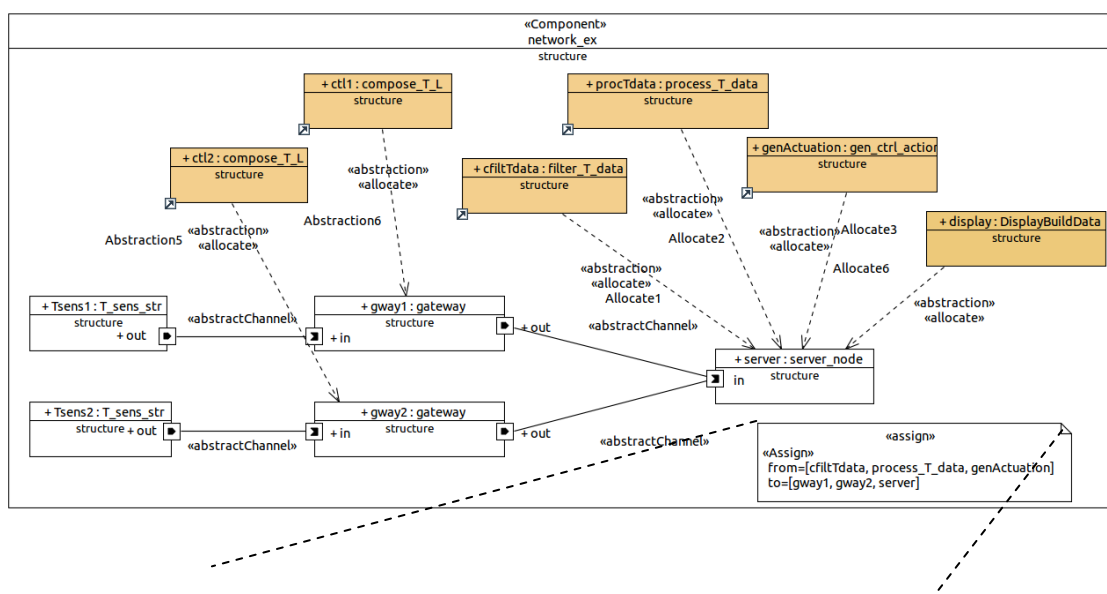 «Component»
network_ex
structure
+ ctl1 : compose_T_L
structure
+ procTdata : process_T_data
structure
+ ctl2 : compose_T_L
structure
+ cfiltTdata : filter_T_data
structure
+ genActuation : gen_ctrl_action
structure
+ display : DisplayBuildData
structure
«abstraction»
«allocate»
Abstraction6
Abstraction5
«abstraction»
«allocate»
«abstraction»
«allocate»
Allocate1
«abstraction»
«allocate»
Allocate2
«abstraction»
«allocate»
Allocate3
Allocate6
«abstraction»
«allocate»
+ Tsens1 : T_sens_str
structure
+ out
«abstractChannel»
+ gway1 : gateway
structure
+ in
+ out
«abstractChannel»
+ server : server_node
structure
in
+ Tsens2 : T_sens_str
structure
+ out
«abstractChannel»
+ gway2 : gateway
structure
+ in
+ out
«abstractChannel»
«assign»
«Assign»
from=[cfiltTdata, process_T_data, genActuation]
to=[gway1, gway2, server]